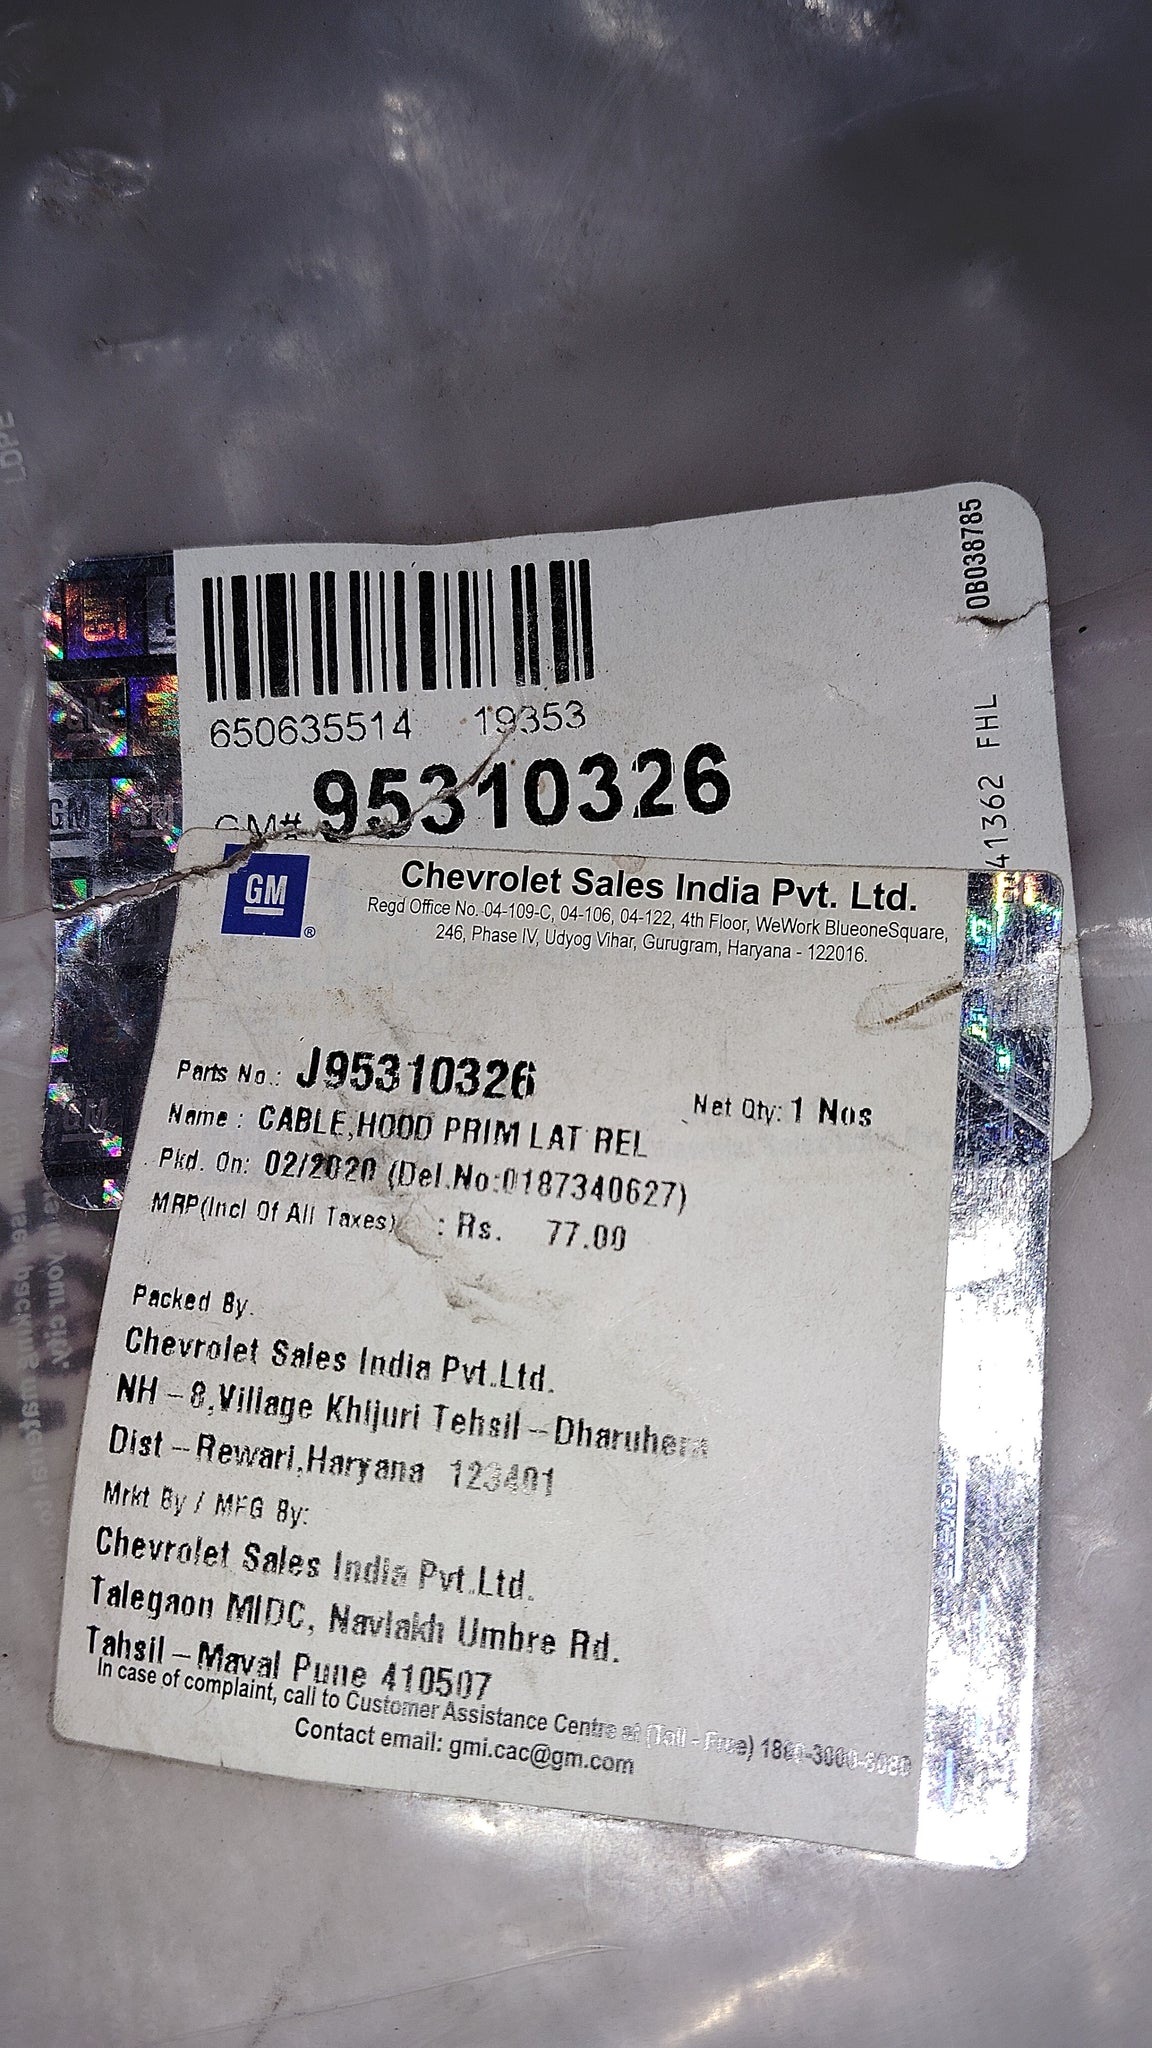 0B038785
41362 FHL
650635514 19353
GM# 95310326
GM
Chevrolet Sales India Pvt. Ltd.
Regd Office No. 04-109-C, 04-106, 04-122, 4th Floor, WeWork BlueoneSquare,
246, Phase IV, Udyog Vihar, Gurugram, Haryana - 122016.
Parts No.: J95310326
Net Qty: 1 Nos
Name : CABLE,HOOD PRIM LAT REL
Pkd. On: 02/2020 (Del.No:0187340627)
MRP(Incl Of All Taxes) : Rs. 77.00
Packed By.
Chevrolet Sales India Pvt.Ltd.
NH-8,Village Khijuri Tehsil-Dharuhera
Dist-Rewari,Haryana 123401
Mrkt By / MFG By:
Chevrolet Sales India Pvt.Ltd.
Talegaon MIDC, Navlakh Umbre Rd.
Tahsil-Maval Pune 410507
In case of complaint, call to Customer Assistance Centre at (Toll - Free) 1800-3000-8080
Contact email: gmi.cac@gm.com